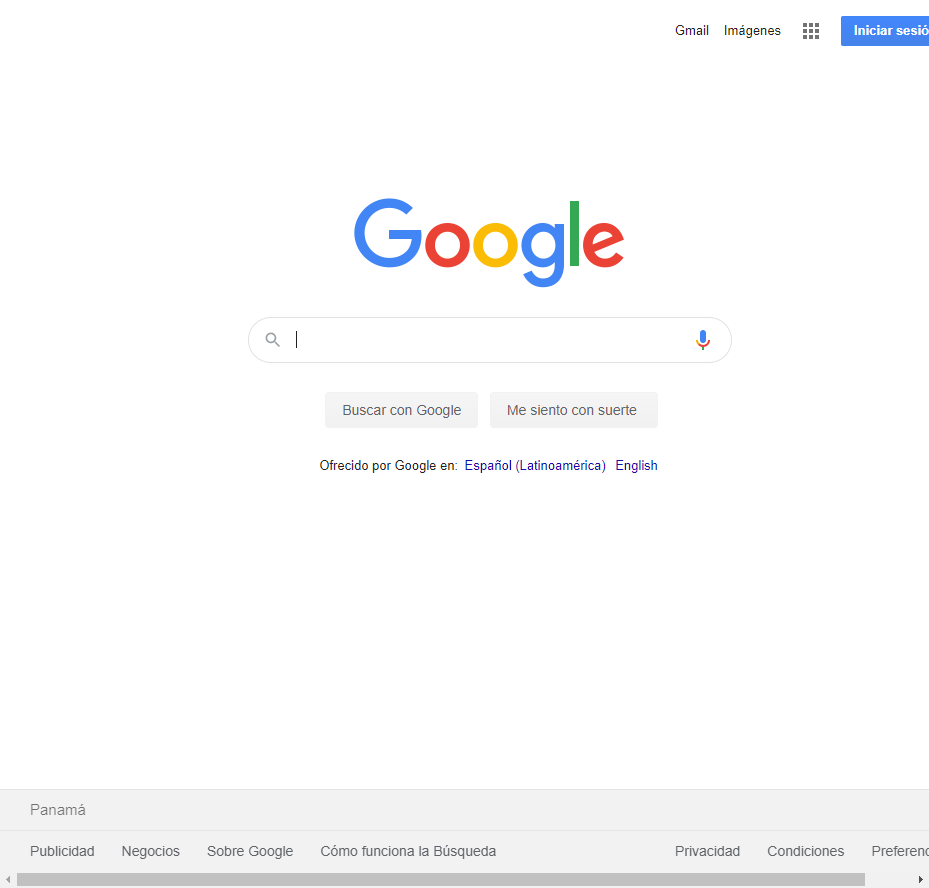 Gmail Imágenes Iniciar sesió
Google
Buscar con Google Me siento con suerte
Ofrecido por Google en: Español (Latinoamérica) English
Panamá
Publicidad Negocios Sobre Google Cómo funciona la Búsqueda Privacidad Condiciones Preferenc